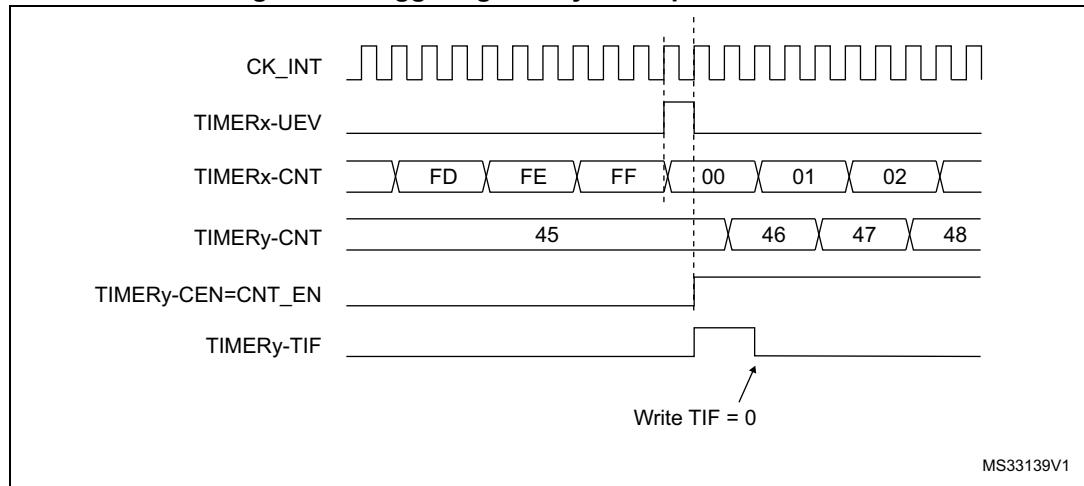 CK_INT
TIMERx-UEV
TIMERx-CNT FD FE FF 00 01 02
TIMERy-CNT 45 46 47 48
TIMERy-CEN=CNT_EN
TIMERy-TIF
Write TIF = 0
MS33139V1